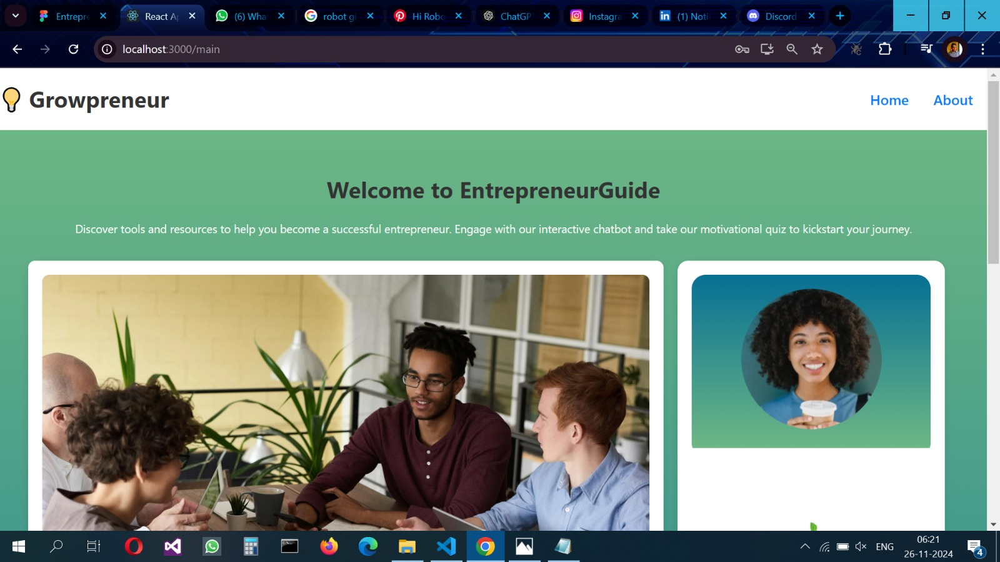 Entrepre
React Ap
(6) Wha
robot gi
Hi Robo
ChatGP
Instagra
(1) Noti
Discord
localhost:3000/main
Growpreneur
Home
About
Welcome to EntrepreneurGuide
Discover tools and resources to help you become a successful entrepreneur. Engage with our interactive chatbot and take our motivational quiz to kickstart your journey.
ENG
06:21
26-11-2024
4